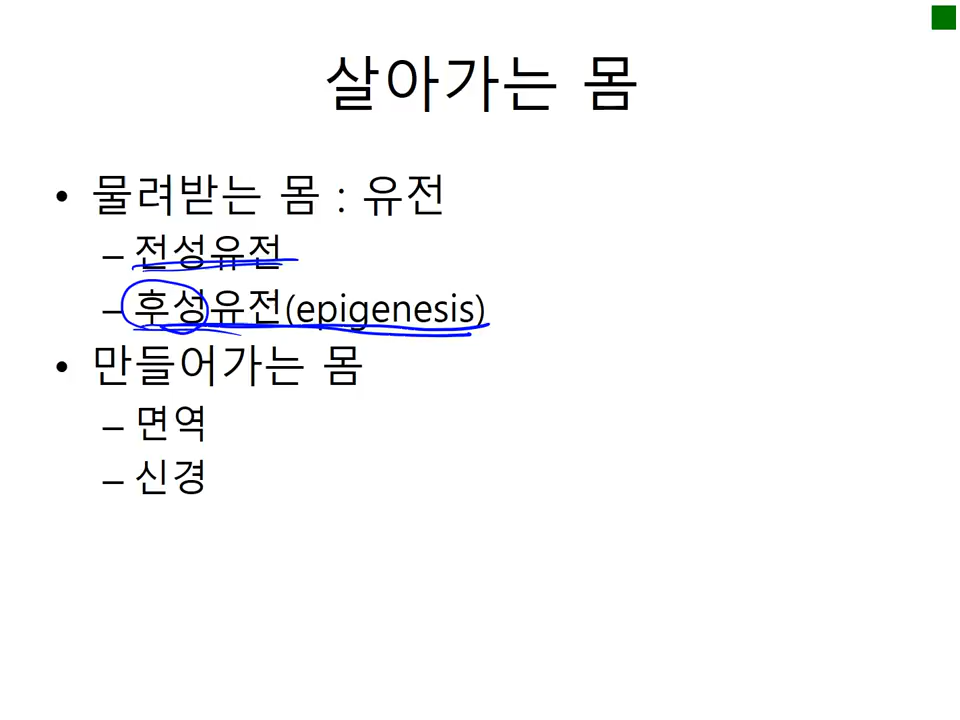 살아가는 몸
• 물려받는 몸 : 유전
– 전성유전
– 후성유전(epigenesis)
• 만들어가는 몸
– 면역
– 신경